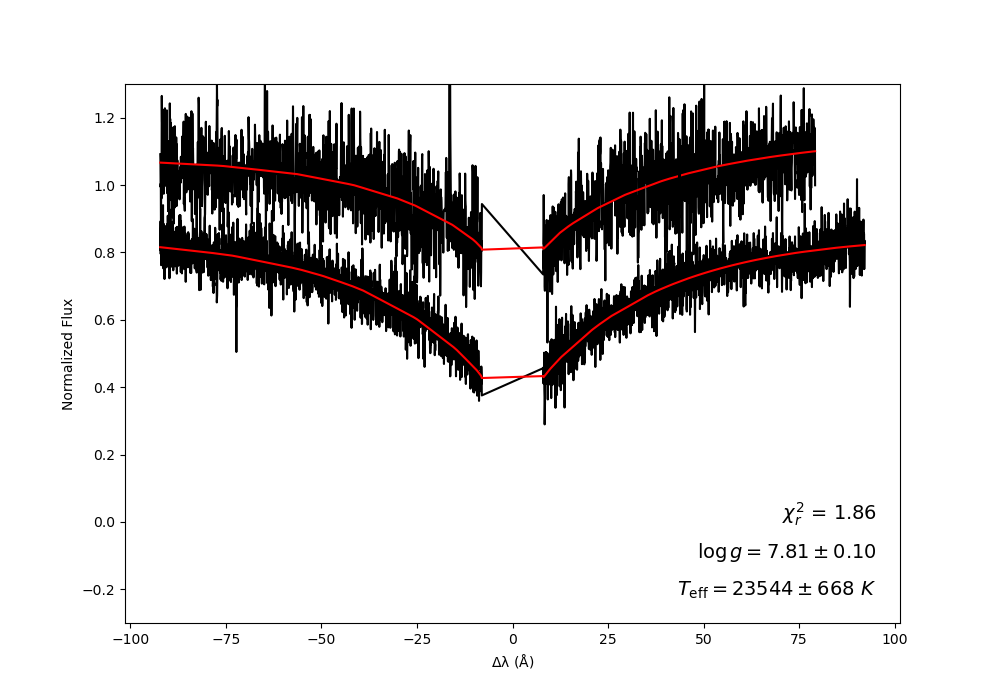 1.2
1.0
0.8
0.6
0.4
0.2
0.0
−0.2
Normalized Flux
χ²ᵣ = 1.86
log g = 7.81 ± 0.10
T_eff = 23544 ± 668 K
−100 −75 −50 −25 0 25 50 75 100
Δλ (Å)